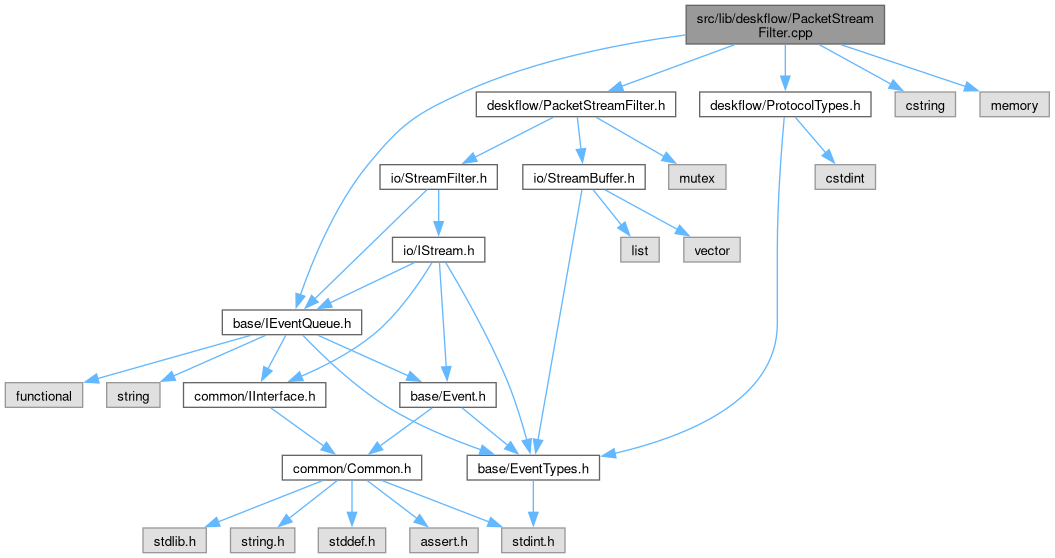 src/lib/deskflow/PacketStream
Filter.cpp
deskflow/PacketStreamFilter.h
deskflow/ProtocolTypes.h
cstring
memory
io/StreamFilter.h
io/StreamBuffer.h
mutex
cstdint
io/IStream.h
list
vector
base/IEventQueue.h
functional
string
common/IInterface.h
base/Event.h
common/Common.h
base/EventTypes.h
stdlib.h
string.h
stddef.h
assert.h
stdint.h